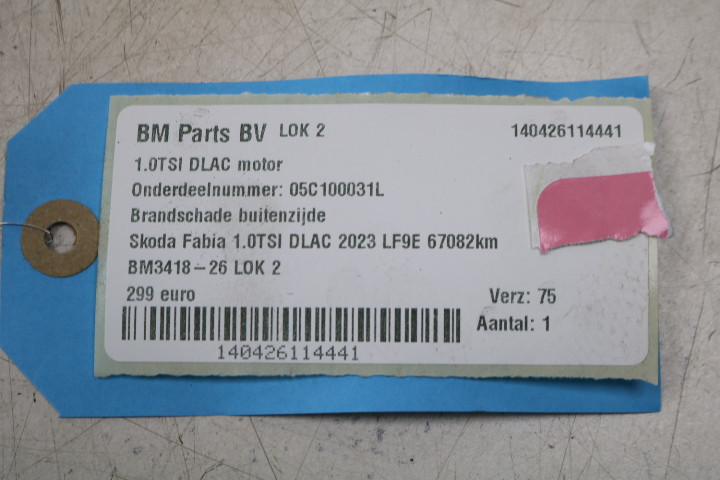 BM Parts BV LOK 2 140426114441
1.0TSI DLAC motor
Onderdeelnummer: 05C100031L
Brandschade buitenzijde
Skoda Fabia 1.0TSI DLAC 2023 LF9E 67082km
BM3418-26 LOK 2
299 euro Verz: 75
Aantal: 1
140426114441